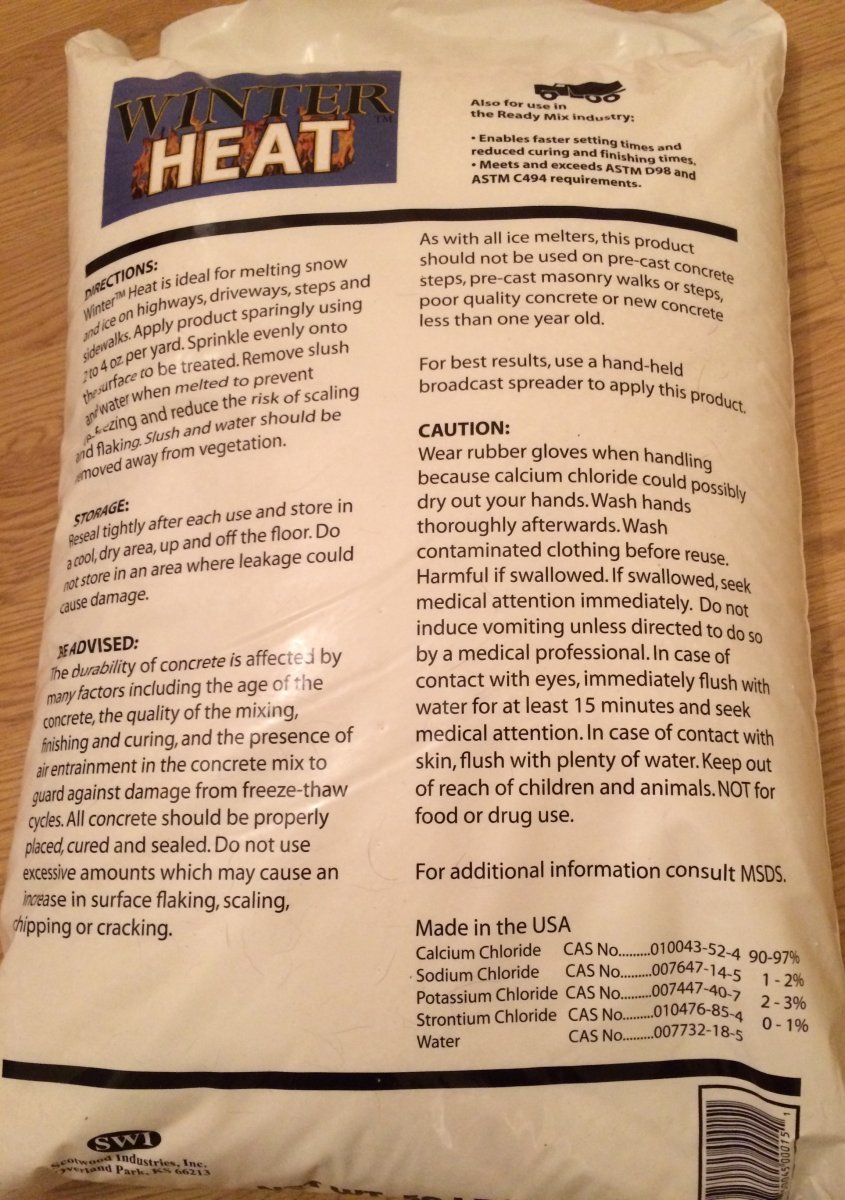 WINTER
HEAT™
Also for use in
the Ready Mix industry:
• Enables faster setting times and
reduced curing and finishing times.
• Meets and exceeds ASTM D98 and
ASTM C494 requirements.
DIRECTIONS:
Winter™ Heat is ideal for melting snow
and ice on highways, driveways, steps and
sidewalks. Apply product sparingly using
2 to 4 oz. per yard. Sprinkle evenly onto
the surface to be treated. Remove slush
and water when melted to prevent
re-freezing and reduce the risk of scaling
and flaking. Slush and water should be
removed away from vegetation.
STORAGE:
Reseal tightly after each use and store in
a cool, dry area, up and off the floor. Do
not store in an area where leakage could
cause damage.
BE ADVISED:
The durability of concrete is affected by
many factors including the age of the
concrete, the quality of the mixing,
finishing and curing, and the presence of
air entrainment in the concrete mix to
guard against damage from freeze-thaw
cycles. All concrete should be properly
placed, cured and sealed. Do not use
excessive amounts which may cause an
increase in surface flaking, scaling,
chipping or cracking.
As with all ice melters, this product
should not be used on pre-cast concrete
steps, pre-cast masonry walks or steps,
poor quality concrete or new concrete
less than one year old.
For best results, use a hand-held
broadcast spreader to apply this product.
CAUTION:
Wear rubber gloves when handling
because calcium chloride could possibly
dry out your hands. Wash hands
thoroughly afterwards. Wash
contaminated clothing before reuse.
Harmful if swallowed. If swallowed, seek
medical attention immediately. Do not
induce vomiting unless directed to do so
by a medical professional. In case of
contact with eyes, immediately flush with
water for at least 15 minutes and seek
medical attention. In case of contact with
skin, flush with plenty of water. Keep out
of reach of children and animals. NOT for
food or drug use.
For additional information consult MSDS.
Made in the USA
Calcium Chloride CAS No.........010043-52-4 90-97%
Sodium Chloride CAS No.........007647-14-5 1 - 2%
Potassium Chloride CAS No.........007447-40-7 2 - 3%
Strontium Chloride CAS No.........010476-85-4 0 - 1%
Water CAS No.........007732-18-5
SWI
Scotwood Industries, Inc.
Overland Park, KS 66213